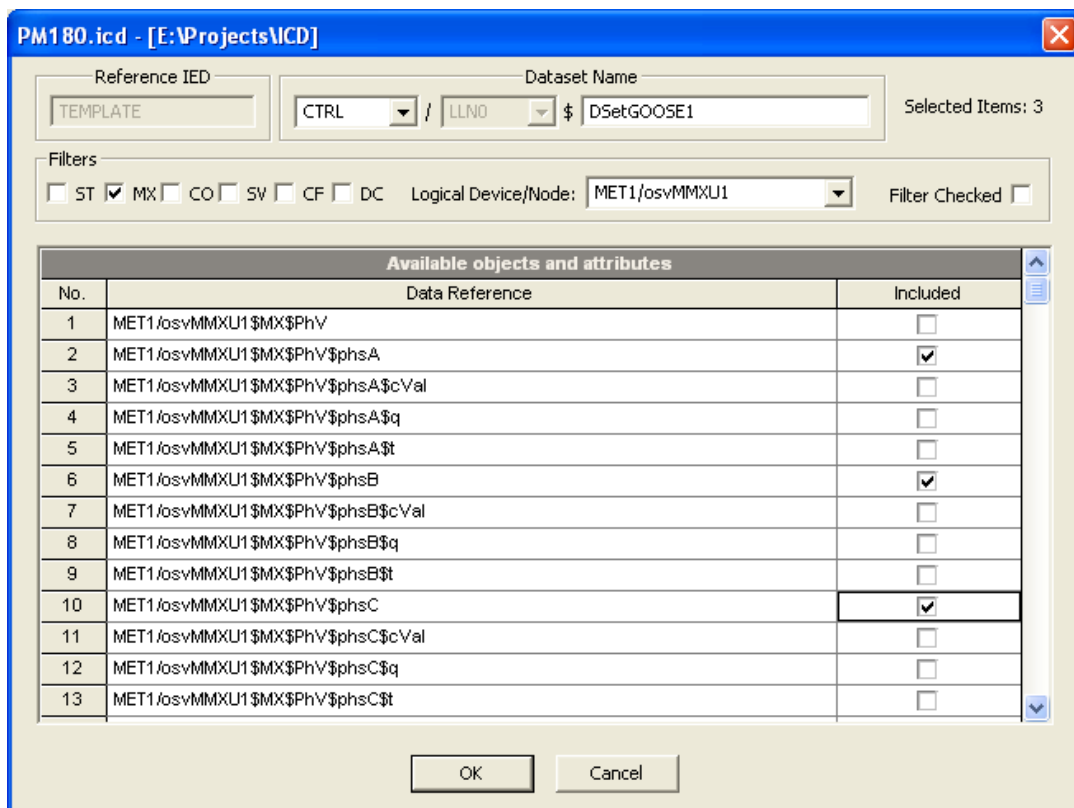 PM180.icd - [E:\Projects\ICD]
Reference IED
Dataset Name
TEMPLATE
CTRL / LLN0 $ DSetGOOSE1
Selected Items: 3
Filters
ST MX CO SV CF DC Logical Device/Node: MET1/osvMMXU1 Filter Checked
Available objects and attributes
No. Data Reference Included
1 MET1/osvMMXU1$MX$PhV
2 MET1/osvMMXU1$MX$PhV$phsA
3 MET1/osvMMXU1$MX$PhV$phsA$cVal
4 MET1/osvMMXU1$MX$PhV$phsA$q
5 MET1/osvMMXU1$MX$PhV$phsA$t
6 MET1/osvMMXU1$MX$PhV$phsB
7 MET1/osvMMXU1$MX$PhV$phsB$cVal
8 MET1/osvMMXU1$MX$PhV$phsB$q
9 MET1/osvMMXU1$MX$PhV$phsB$t
10 MET1/osvMMXU1$MX$PhV$phsC
11 MET1/osvMMXU1$MX$PhV$phsC$cVal
12 MET1/osvMMXU1$MX$PhV$phsC$q
13 MET1/osvMMXU1$MX$PhV$phsC$t
OK Cancel